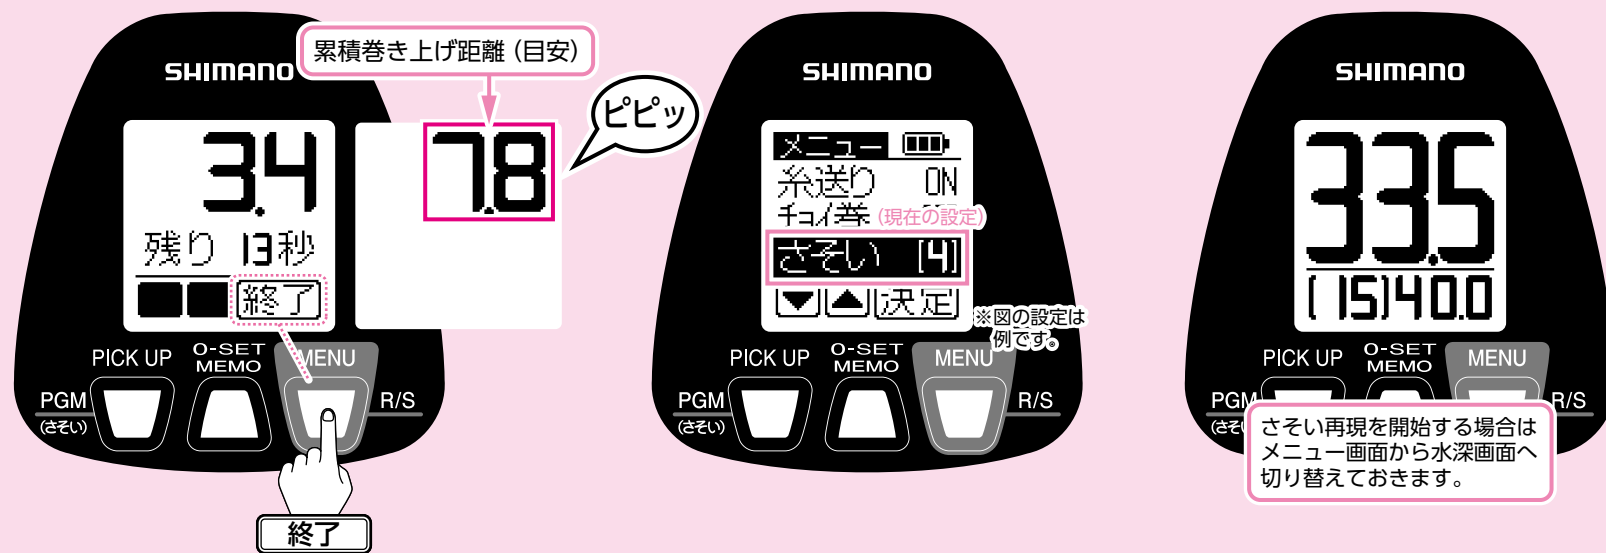 累積巻き上げ距離（目安）
SHIMANO
3.4
7.8
ピピッ
残り 13秒
終了
PICK UP
0-SET
MEMO
MENU
PGM
(さそい)
R/S
終了
SHIMANO
メニュー
糸送り ON
チョイ巻
(現在の設定)
さそい [4]
▼ ▲ 決定
※図の設定は
例です。
PICK UP
0-SET
MEMO
MENU
PGM
(さそい)
R/S
SHIMANO
33.5
(15)40.0
PICK UP
0-SET
MEMO
MENU
PGM
R/S
さそい再現を開始する場合は
メニュー画面から水深画面へ
切り替えておきます。